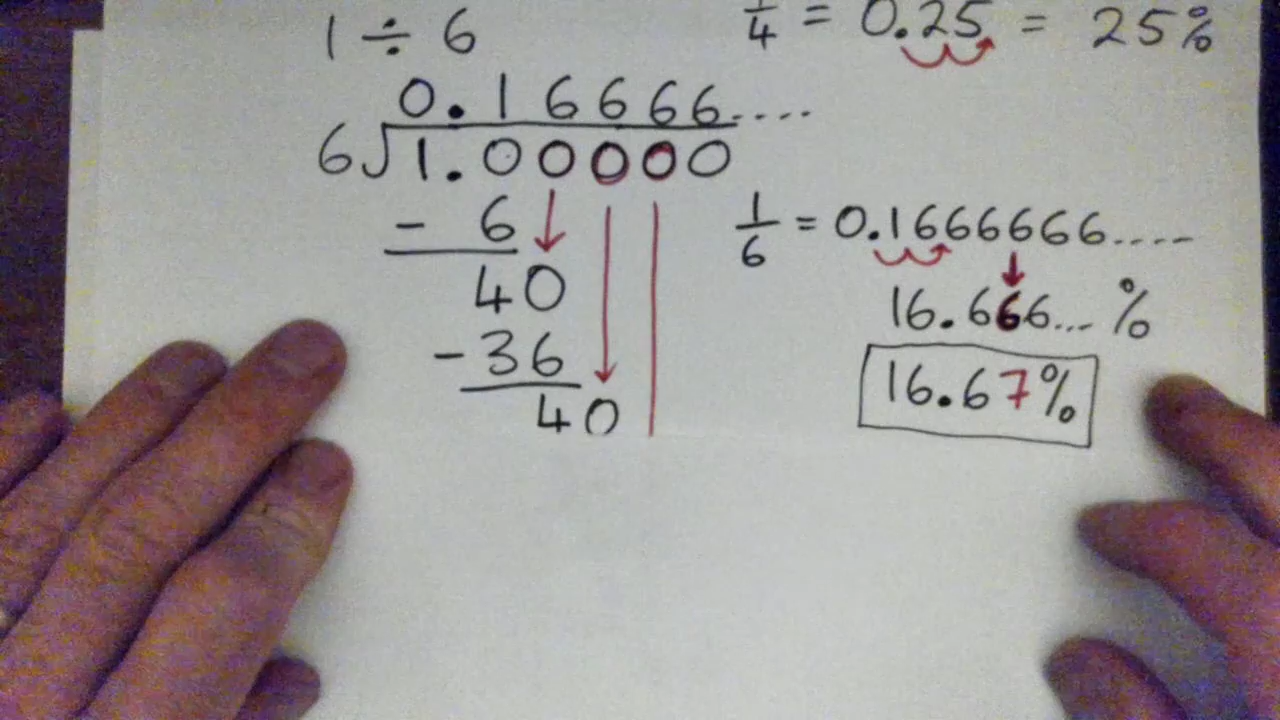 1 ÷ 6
1/4 = 0.25 = 25%
0.16666....
6√1.00000
- 6
40
-36
40
1/6 = 0.1666666....
16.666... %
16.67%